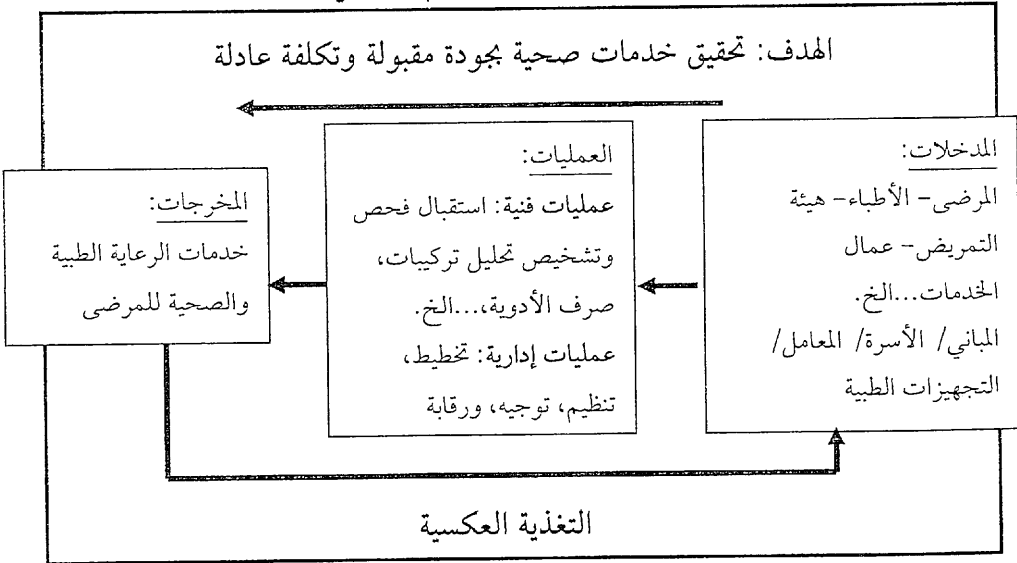 الهدف: تحقيق خدمات صحية بجودة مقبولة وتكلفة عادلة
المدخلات:
المرضى- الأطباء- هيئة
التمريض- عمال
الخدمات...الخ.
المباني/ الأسرة/ المعامل/
التجهيزات الطبية
العمليات:
عمليات فنية: استقبال فحص
وتشخيص تحليل تركيبات،
صرف الأدوية،...الخ.
عمليات إدارية: تخطيط،
تنظيم، توجيه، ورقابة
المخرجات:
خدمات الرعاية الطبية
والصحية للمرضى
التغذية العكسية